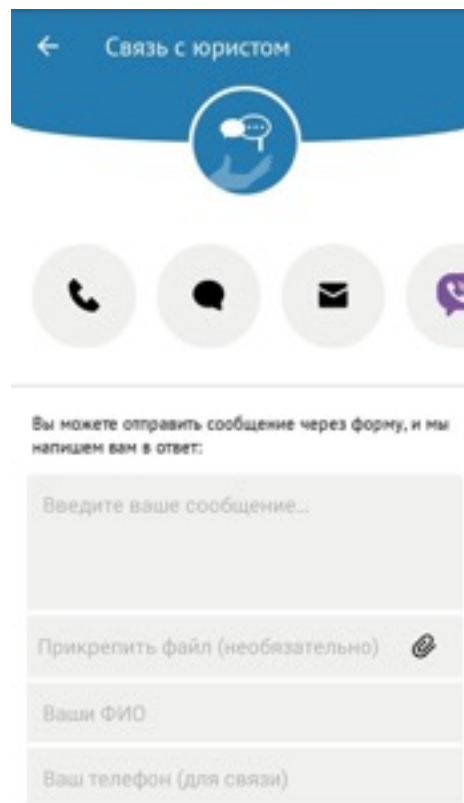 Связь с юристом
Вы можете отправить сообщение через форму, и мы
напишем вам в ответ:
Введите ваше сообщение...
Прикрепить файл (необязательно)
Ваши ФИО
Ваш телефон (для связи)